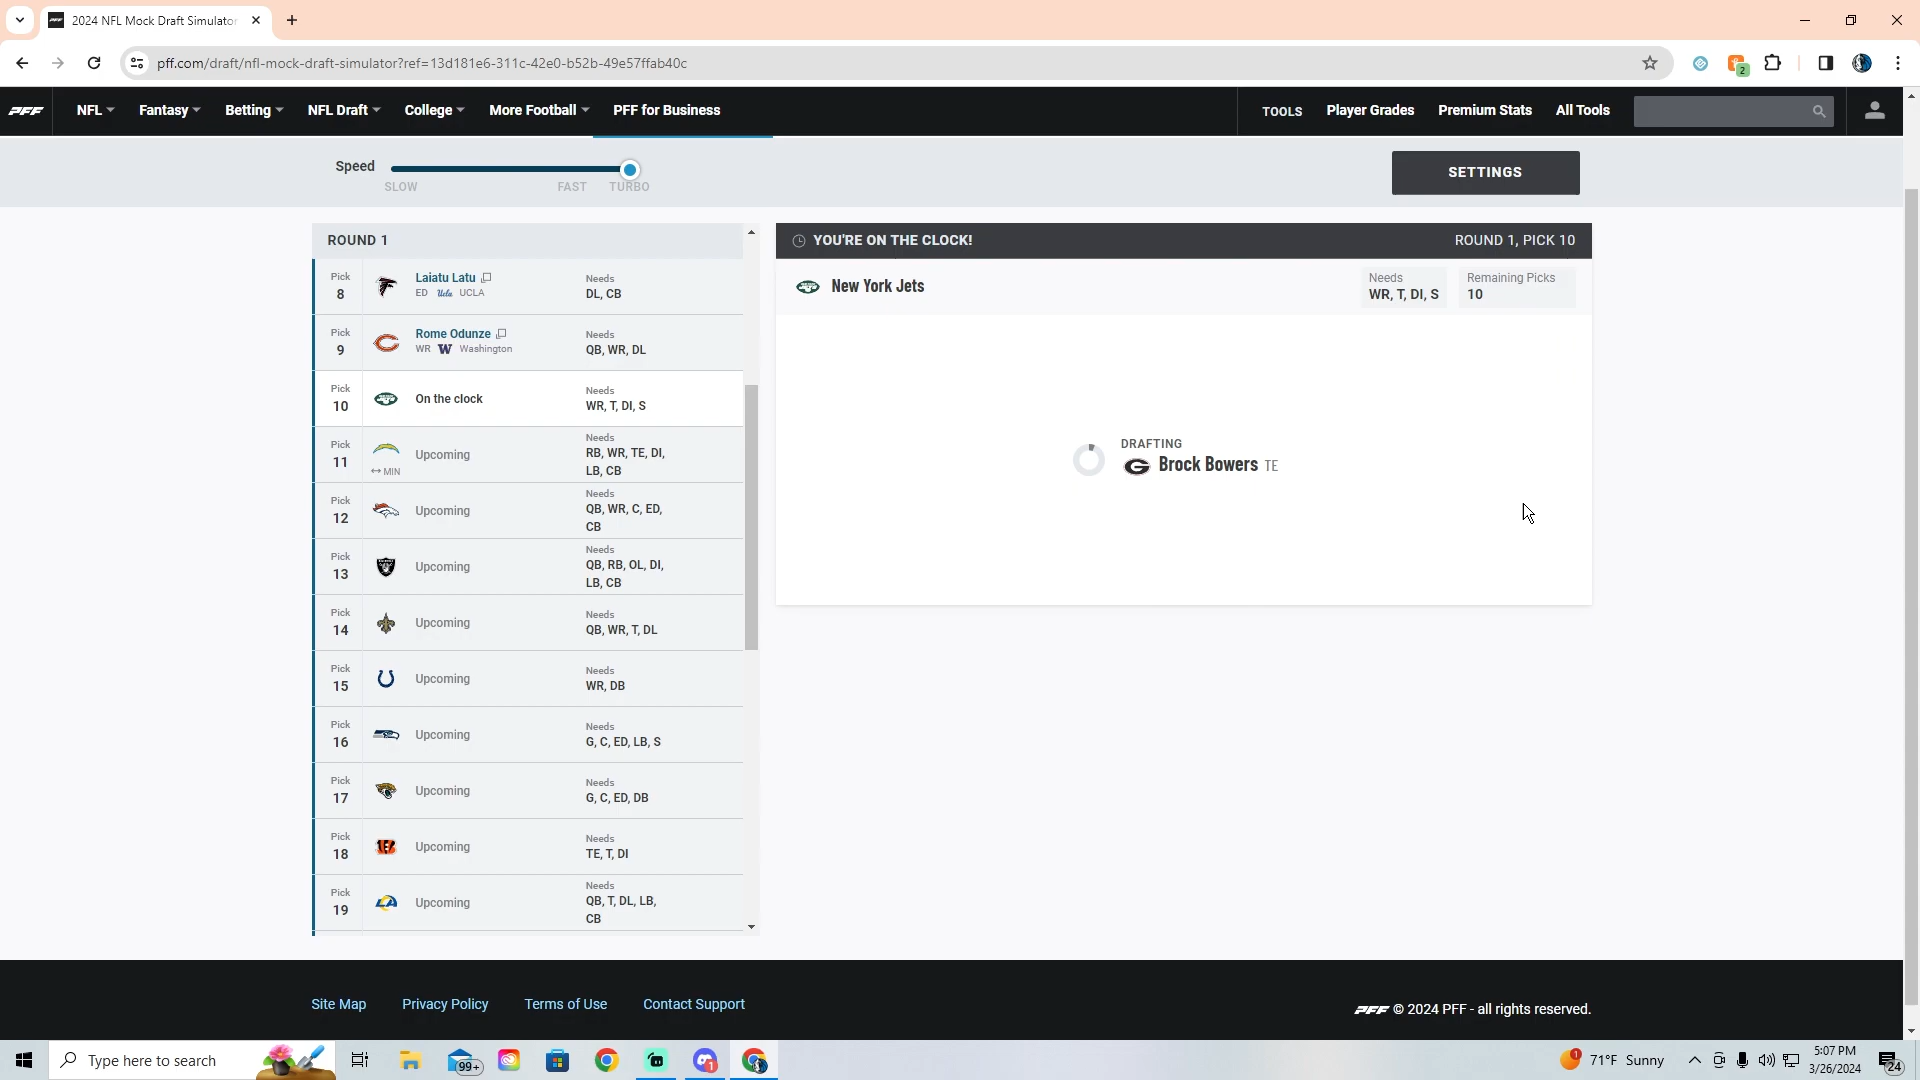 2024 NFL Mock Draft Simulator
pff.com/draft/nfl-mock-draft-simulator?ref=13d181e6-311c-42e0-b52b-49e57ffab40c
2
PFF NFL Fantasy Betting NFL Draft College More Football PFF for Business TOOLS Player Grades Premium Stats All Tools
Speed
SLOW FAST TURBO
SETTINGS
ROUND 1
Pick
8
Laiatu Latu
ED Ucla UCLA
Needs
DL, CB
Pick
9
Rome Odunze
WR W Washington
Needs
QB, WR, DL
Pick
10
On the clock
Needs
WR, T, DI, S
Pick
11
MIN
Upcoming
Needs
RB, WR, TE, DI,
LB, CB
Pick
12
Upcoming
Needs
QB, WR, C, ED,
CB
Pick
13
Upcoming
Needs
QB, RB, OL, DI,
LB, CB
Pick
14
Upcoming
Needs
QB, WR, T, DL
Pick
15
Upcoming
Needs
WR, DB
Pick
16
Upcoming
Needs
G, C, ED, LB, S
Pick
17
Upcoming
Needs
G, C, ED, DB
Pick
18
Upcoming
Needs
TE, T, DI
Pick
19
Upcoming
Needs
QB, T, DL, LB,
CB
YOU'RE ON THE CLOCK! ROUND 1, PICK 10
New York Jets
Needs
WR, T, DI, S
Remaining Picks
10
DRAFTING
G Brock Bowers TE
Site Map Privacy Policy Terms of Use Contact Support
PFF © 2024 PFF - all rights reserved.
Type here to search
99+
1
1
71°F Sunny
5:07 PM
3/26/2024
24